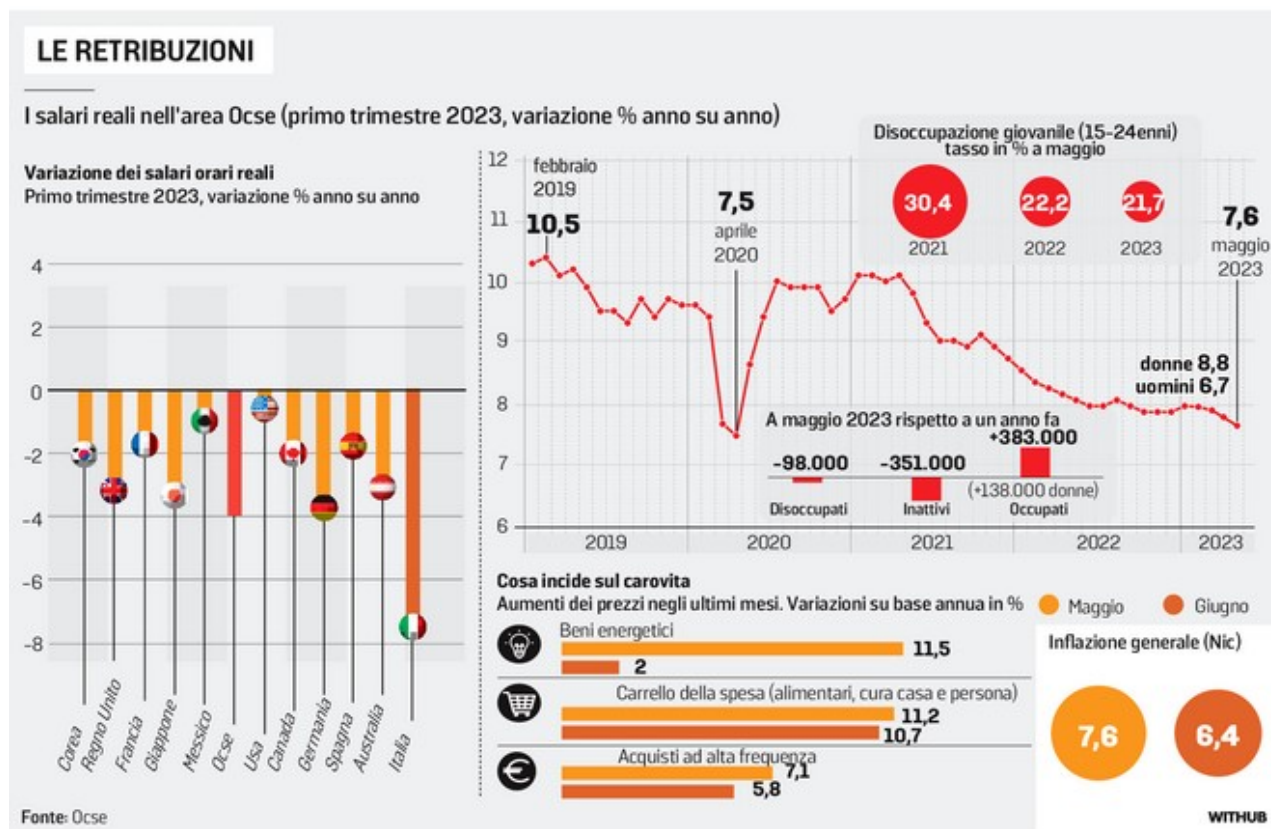 LE RETRIBUZIONI
I salari reali nell'area Ocse (primo trimestre 2023, variazione % anno su anno)
Variazione dei salari orari reali
Primo trimestre 2023, variazione % anno su anno
4
2
0
-2
-4
-6
-8
Corea
Regno Unito
Francia
Giappone
Messico
Ocse
Usa
Canada
Germania
Spagna
Australia
Italia
Fonte: Ocse
12
11
10
9
8
7
6
febbraio
2019
10,5
7,5
aprile
2020
Disoccupazione giovanile (15-24enni)
tasso in % a maggio
30,4
22,2
21,7
2021
2022
2023
7,6
maggio
2023
donne 8,8
uomini 6,7
A maggio 2023 rispetto a un anno fa
-98.000
-351.000
+383.000
(+138.000 donne)
Disoccupati
Inattivi
Occupati
2019
2020
2021
2022
2023
Cosa incide sul carovita
Aumenti dei prezzi negli ultimi mesi. Variazioni su base annua in %
Maggio
Giugno
Beni energetici
11,5
2
Carrello della spesa (alimentari, cura casa e persona)
11,2
10,7
€
Acquisti ad alta frequenza
7,1
5,8
Inflazione generale (Nic)
7,6
6,4
WITHUB